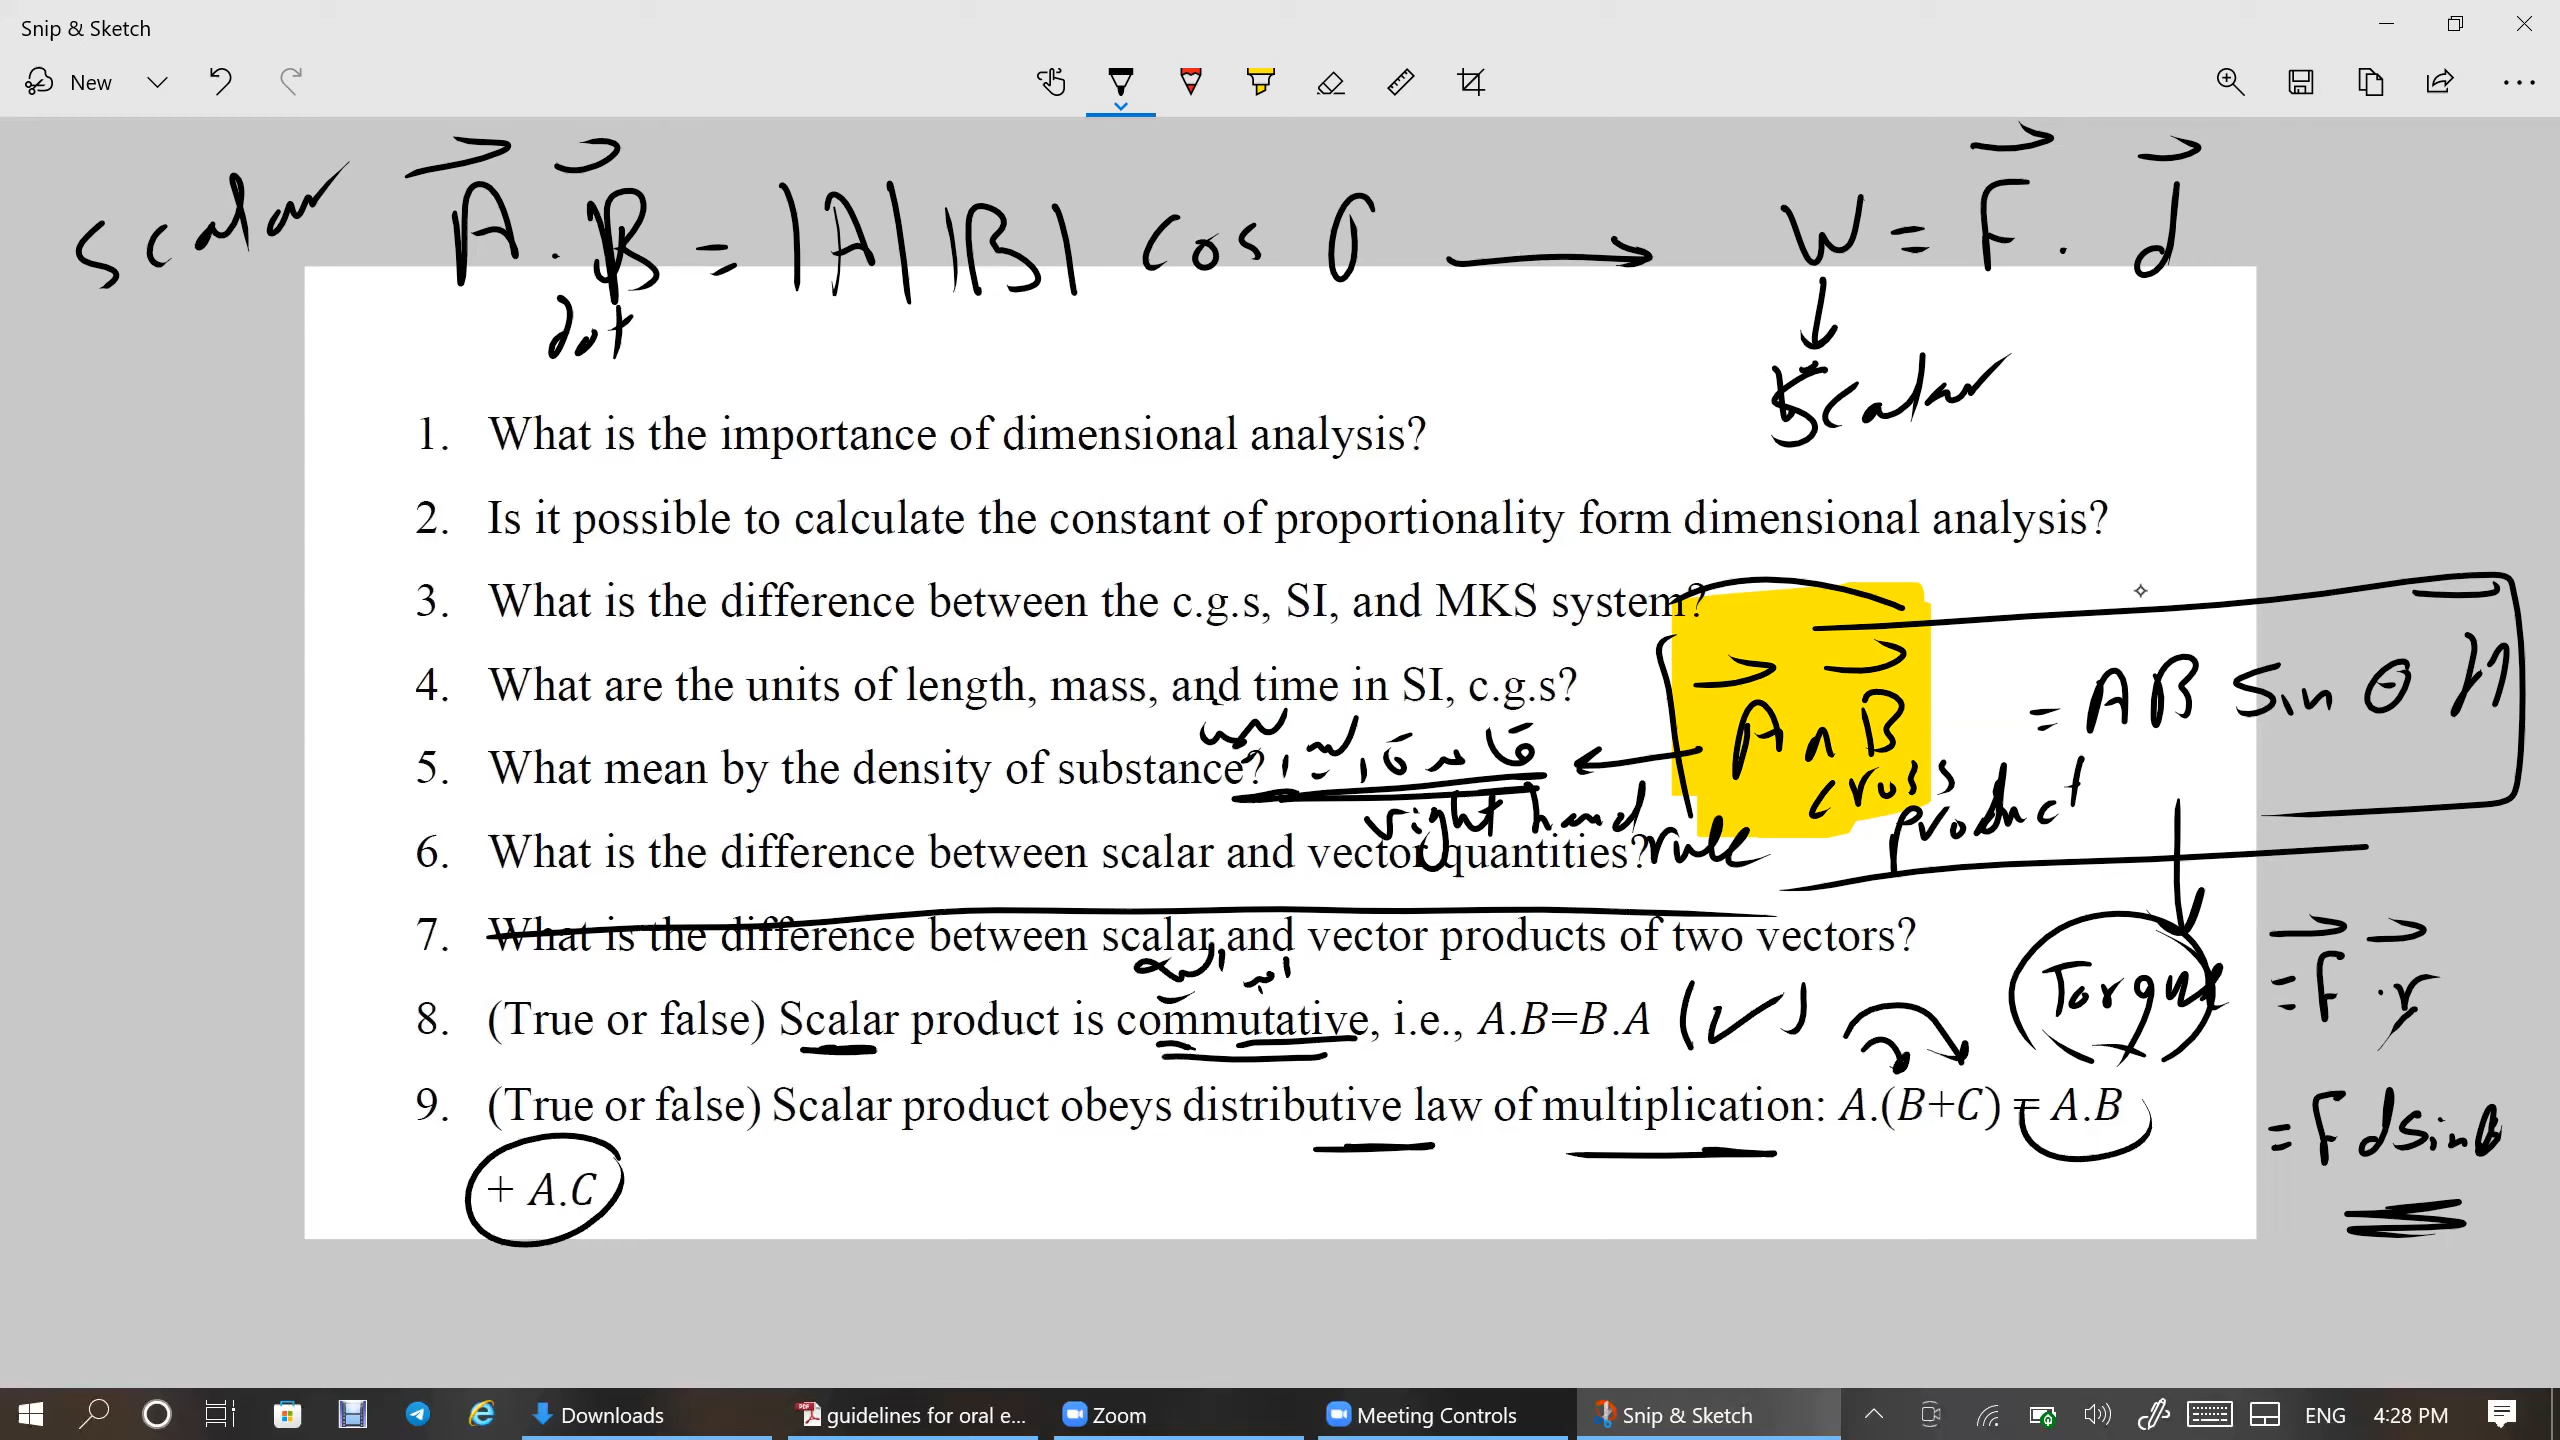 Snip & Sketch
New
scalar A . B = |A| |B| cos θ → W = F . d
dot
scalar
1. What is the importance of dimensional analysis?
2. Is it possible to calculate the constant of proportionality form dimensional analysis?
3. What is the difference between the c.g.s, SI, and MKS system?
4. What are the units of length, mass, and time in SI, c.g.s?
A ∧ B = AB sin θ n
5. What mean by the density of substance?
cross product
right hand rule
6. What is the difference between scalar and vector quantities?
7. What is the difference between scalar and vector products of two vectors?
Torque = F . r
8. (True or false) Scalar product is commutative, i.e., A.B=B.A (✓)
9. (True or false) Scalar product obeys distributive law of multiplication: A.(B+C) = A.B
= F d sin θ
+ A.C
Downloads
guidelines for oral e...
Zoom
Meeting Controls
Snip & Sketch
ENG
4:28 PM